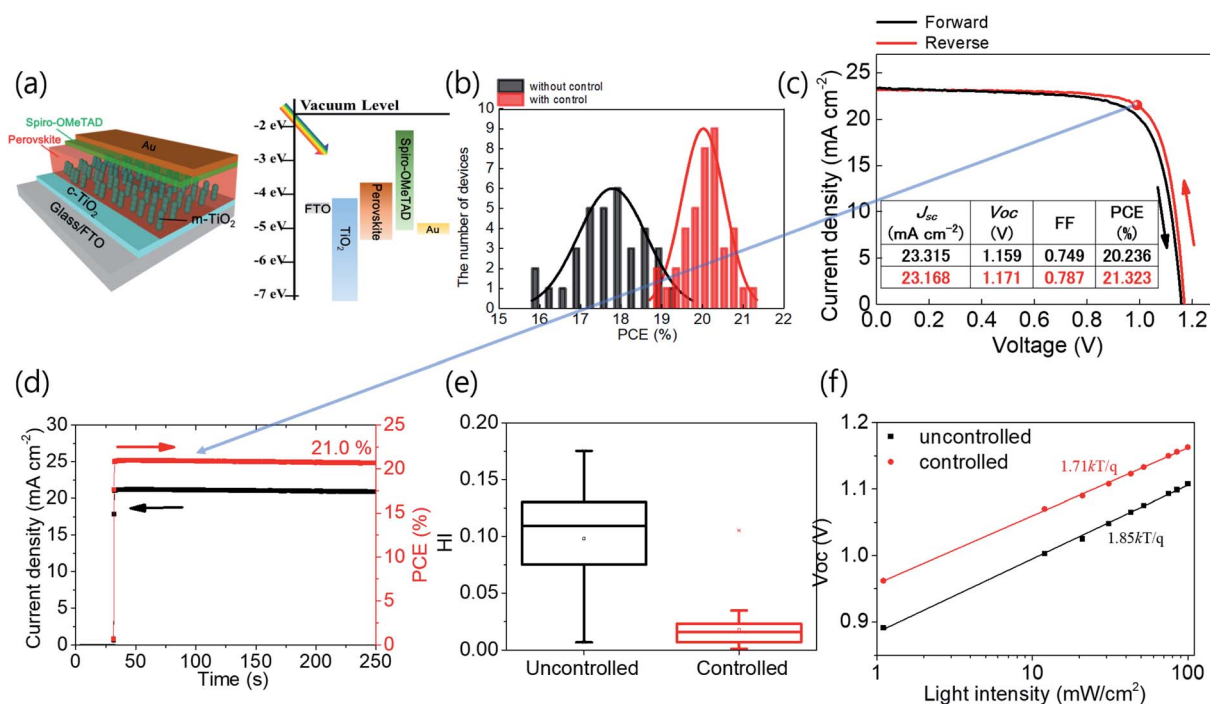 (a)
Spiro-OMeTAD
Perovskite
Au
c-TiO2
Glass/FTO
m-TiO2
Vacuum Level
-2 eV
-3 eV
-4 eV
-5 eV
-6 eV
-7 eV
FTO
TiO2
Perovskite
Spiro-OMeTAD
Au
(b)
without control
with control
The number of devices
10
9
8
7
6
5
4
3
2
1
0
15 16 17 18 19 20 21 22
PCE (%)
(c)
Forward
Reverse
Current density (mA cm⁻²)
25
20
15
10
5
0
Jsc (mA cm⁻²) Voc (V) FF PCE (%)
23.315 1.159 0.749 20.236
23.168 1.171 0.787 21.323
0.0 0.2 0.4 0.6 0.8 1.0 1.2
Voltage (V)
(d)
Current density (mA cm⁻²)
30
25
20
15
10
5
0
21.0 %
25
20
15
10
5
0
PCE (%)
0 50 100 150 200 250
Time (s)
(e)
HI
0.20
0.15
0.10
0.05
0.00
Uncontrolled Controlled
(f)
uncontrolled
controlled
Voc (V)
1.2
1.1
1.0
0.9
1.71kT/q
1.85kT/q
1 10 100
Light intensity (mW/cm²)